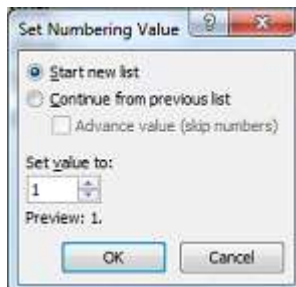 Set Numbering Value
Start new list
Continue from previous list
Advance value (skip numbers)
Set value to:
1
Preview: 1.
OK Cancel